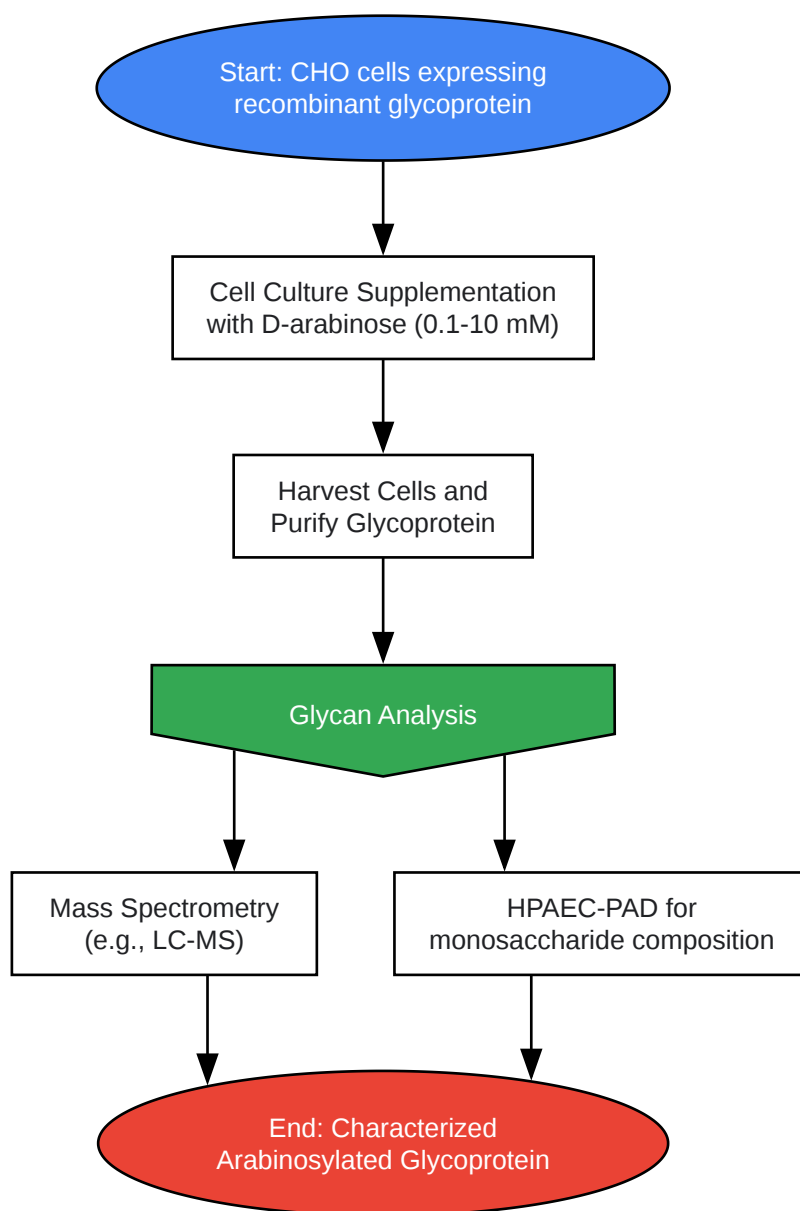 Start: CHO cells expressing
recombinant glycoprotein
Cell Culture Supplementation
with D-arabinose (0.1-10 mM)
Harvest Cells and
Purify Glycoprotein
Glycan Analysis
Mass Spectrometry
(e.g., LC-MS)
HPAEC-PAD for
monosaccharide composition
End: Characterized
Arabinosylated Glycoprotein